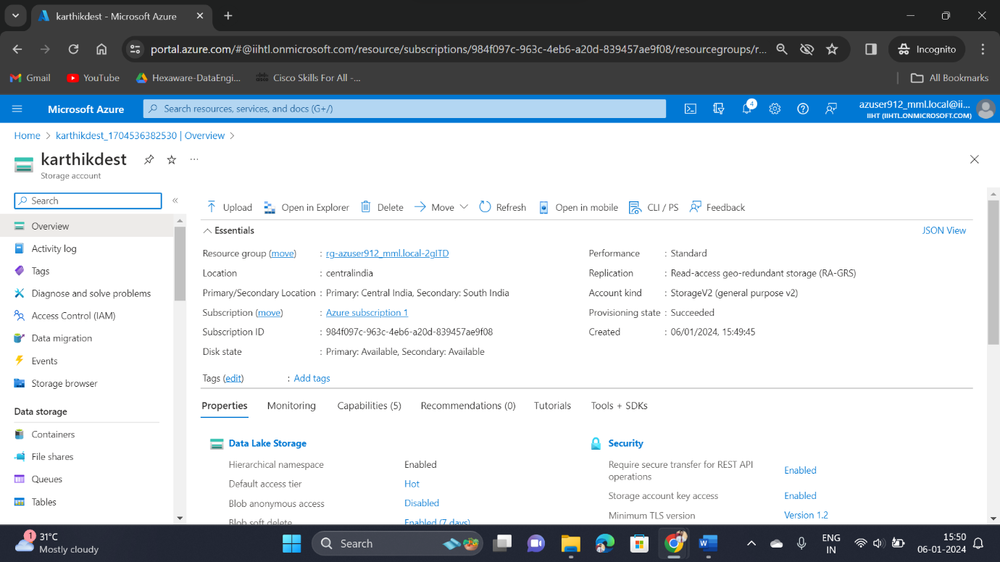 karthikdest - Microsoft Azure
portal.azure.com/#@iihtl.onmicrosoft.com/resource/subscriptions/984f097c-963c-4eb6-a20d-839457ae9f08/resourcegroups/r...
Incognito
Gmail YouTube Hexaware-DataEngi... Cisco Skills For All -... All Bookmarks
Microsoft Azure
Search resources, services, and docs (G+/)
4
azuser912_mml.local@ii...
IIHT (IIHTL.ONMICROSOFT.COM)
Home > karthikdest_1704536382530 | Overview >
karthikdest
Storage account
Search
Upload Open in Explorer Delete Move Refresh Open in mobile CLI / PS Feedback
Overview
Activity log
Tags
Diagnose and solve problems
Access Control (IAM)
Data migration
Events
Storage browser
Data storage
Containers
File shares
Queues
Tables
Essentials
JSON View
Resource group (move) : rg-azuser912_mml.local-2gITD
Location : centralindia
Primary/Secondary Location : Primary: Central India, Secondary: South India
Subscription (move) : Azure subscription 1
Subscription ID : 984f097c-963c-4eb6-a20d-839457ae9f08
Disk state : Primary: Available, Secondary: Available
Performance : Standard
Replication : Read-access geo-redundant storage (RA-GRS)
Account kind : StorageV2 (general purpose v2)
Provisioning state : Succeeded
Created : 06/01/2024, 15:49:45
Tags (edit) : Add tags
Properties Monitoring Capabilities (5) Recommendations (0) Tutorials Tools + SDKs
Data Lake Storage
Hierarchical namespace Enabled
Default access tier Hot
Blob anonymous access Disabled
Blob soft delete Enabled (7 days)
Security
Require secure transfer for REST API
operations Enabled
Storage account key access Enabled
Minimum TLS version Version 1.2
1
31°C
Mostly cloudy
Search
ENG
IN
15:50
06-01-2024